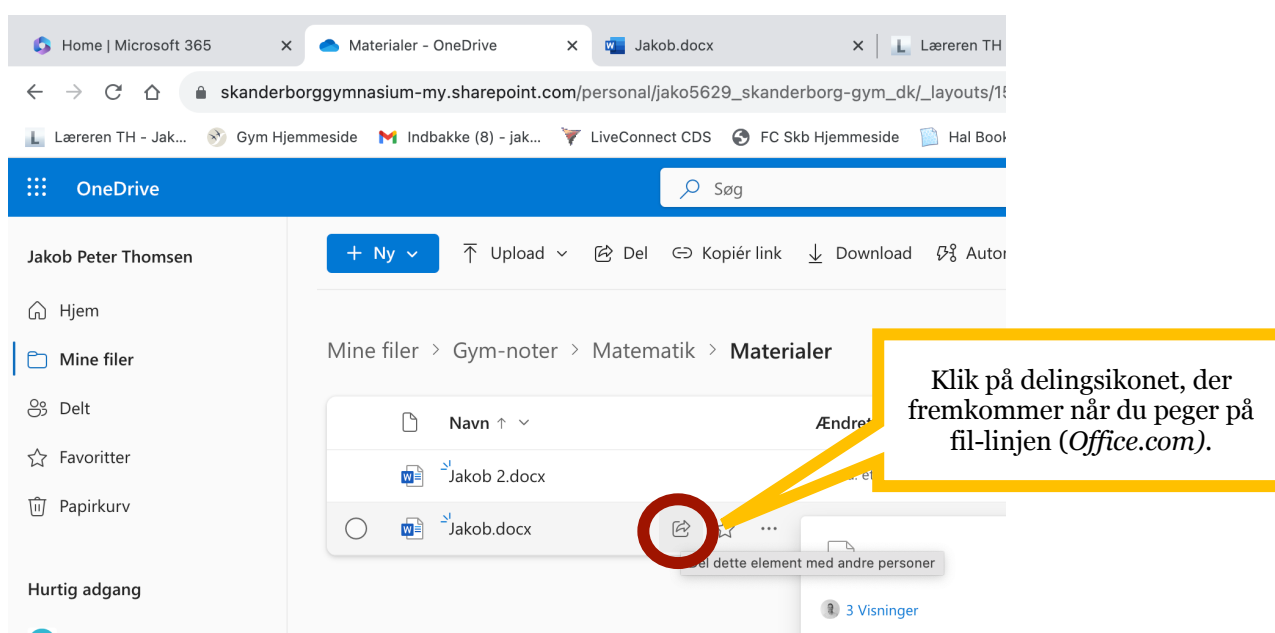 Home | Microsoft 365
Materialer - OneDrive
Jakob.docx
Læreren TH
skanderborggymnasium-my.sharepoint.com/personal/jako5629_skanderborg-gym_dk/_layouts/15
Læreren TH - Jak...
Gym Hjemmeside
Indbakke (8) - jak...
LiveConnect CDS
FC Skb Hjemmeside
Hal Book
OneDrive
Søg
Jakob Peter Thomsen
Ny
Upload
Del
Kopiér link
Download
Autor
Hjem
Mine filer
Delt
Favoritter
Papirkurv
Hurtig adgang
Mine filer > Gym-noter > Matematik > Materialer
Navn
Ændret
Jakob 2.docx
Jakob.docx
Klik på delingsikonet, der
fremkommer når du peger på
fil-linjen (Office.com).
dette element med andre personer
3 Visninger